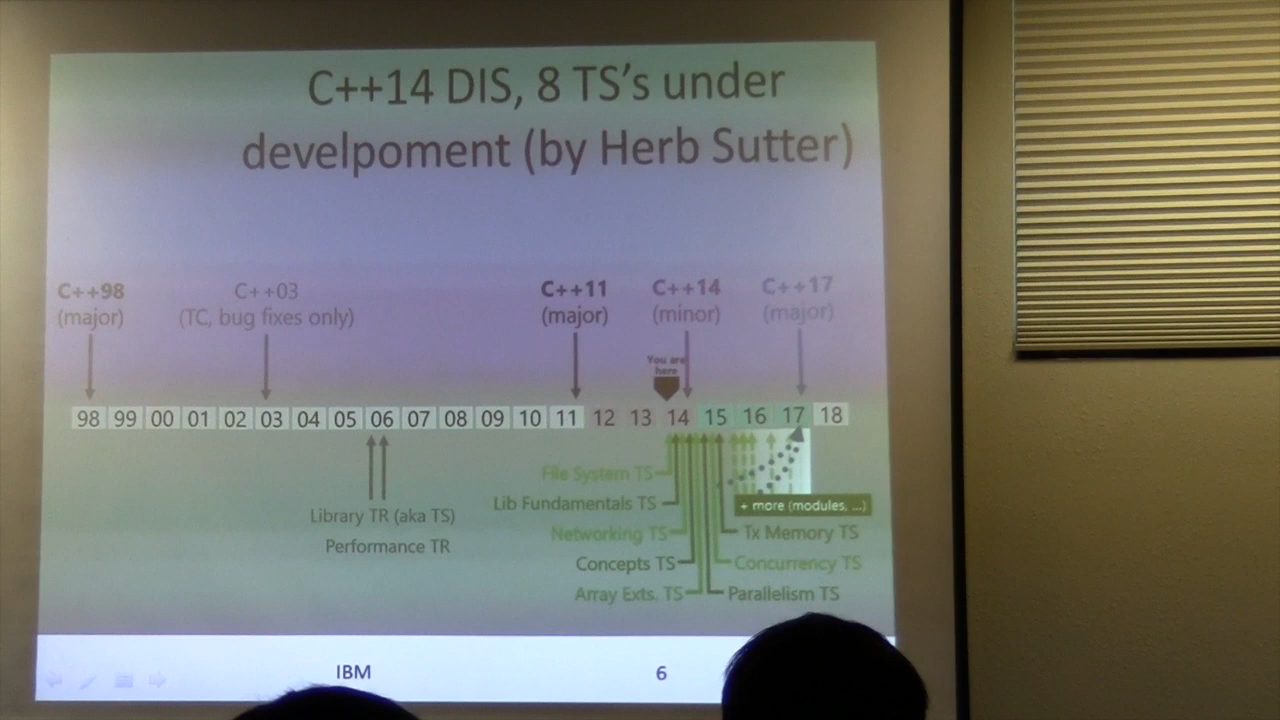 C++14 DIS, 8 TS's under
develpoment (by Herb Sutter)
C++98
(major)
C++03
(TC, bug fixes only)
C++11
(major)
C++14
(minor)
C++17
(major)
You are
here
98 99 00 01 02 03 04 05 06 07 08 09 10 11 12 13 14 15 16 17 18
File System TS
Lib Fundamentals TS
Networking TS
Concepts TS
Array Exts. TS
Library TR (aka TS)
Performance TR
+ more (modules, ...)
Tx Memory TS
Concurrency TS
Parallelism TS
IBM
6